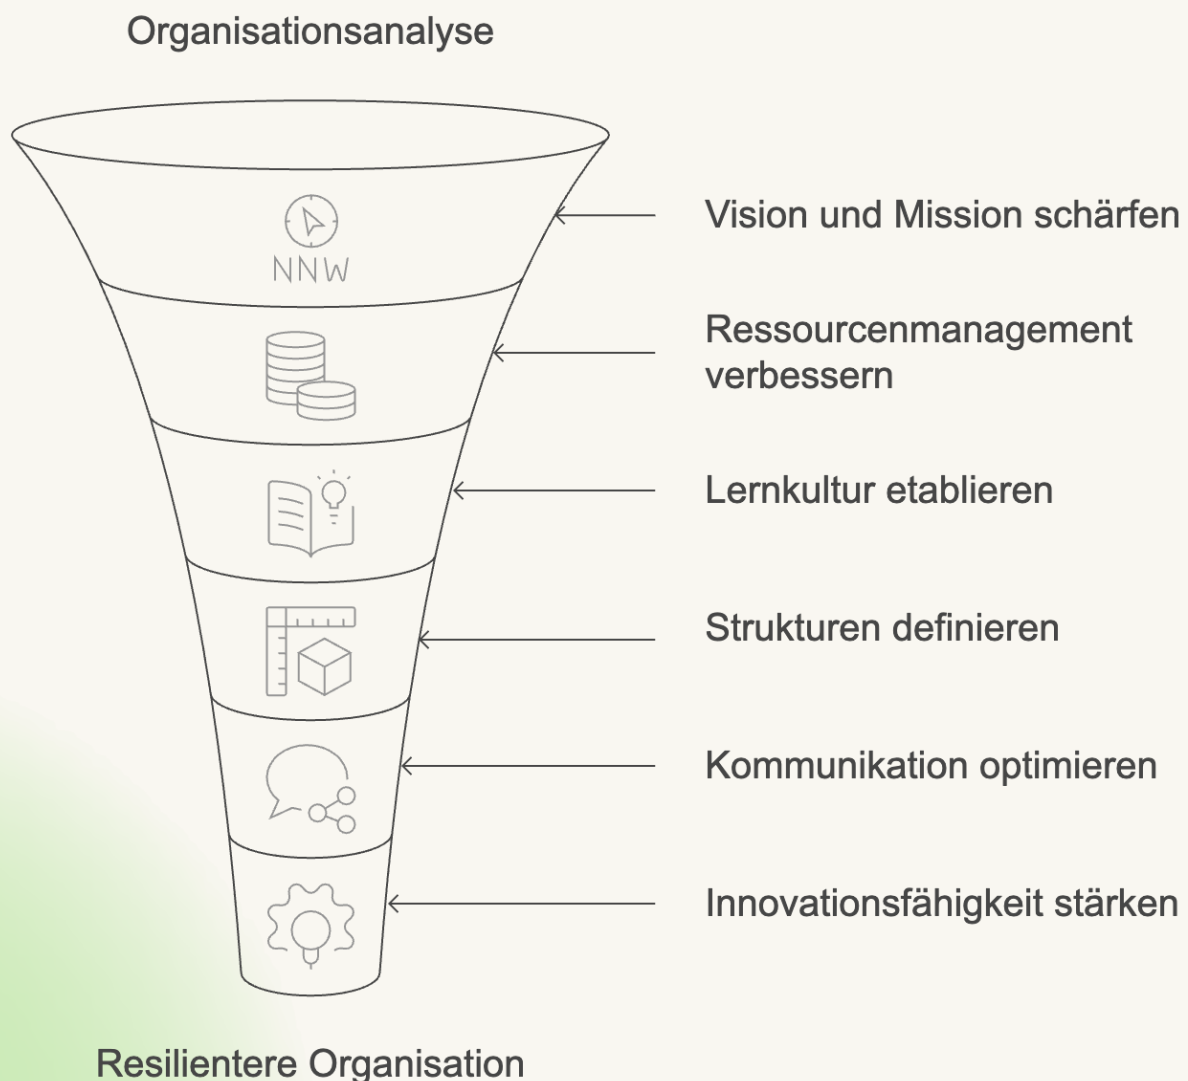 Organisationsanalyse
NNW
Vision und Mission schärfen
Ressourcenmanagement
verbessern
Lernkultur etablieren
Strukturen definieren
Kommunikation optimieren
Innovationsfähigkeit stärken
Resilientere Organisation